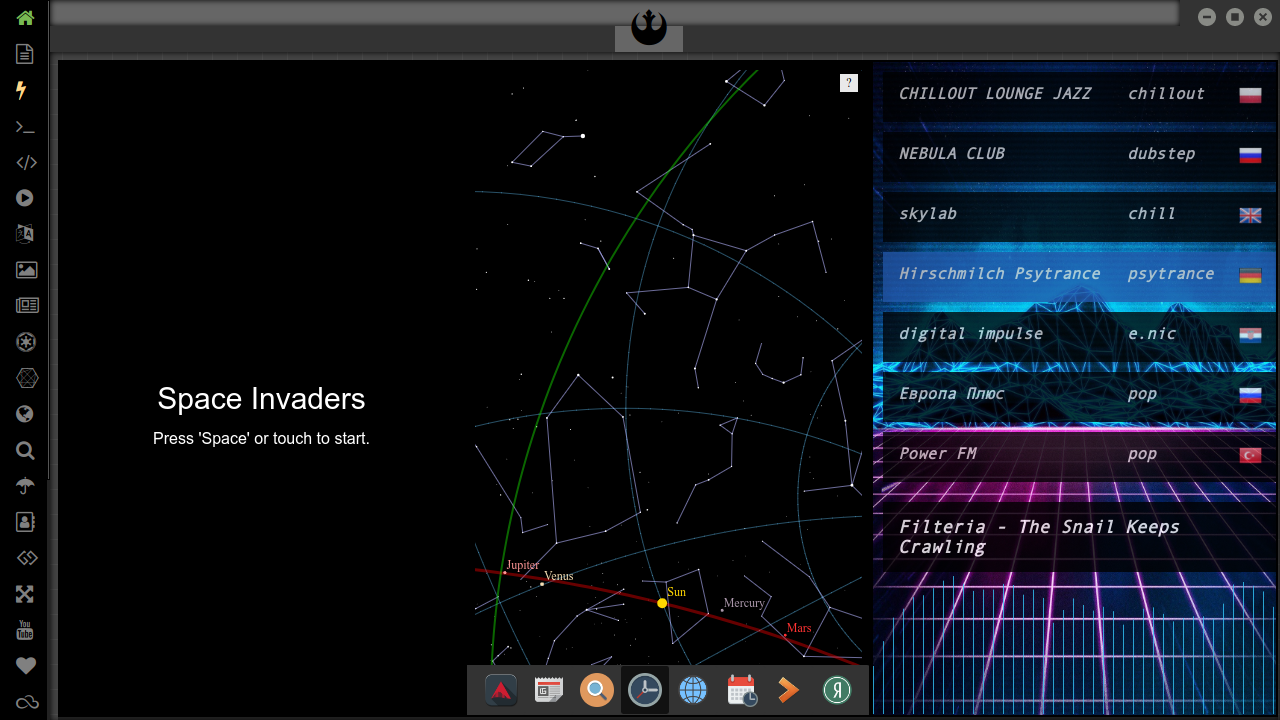 ?
CHILLOUT LOUNGE JAZZ chillout
NEBULA CLUB dubstep
skylab chill
Hirschmilch Psytrance psytrance
digital impulse e.nic
Европа Плюс pop
Power FM pop
Filteria - The Snail Keeps
Crawling
Space Invaders
Press 'Space' or touch to start.
Jupiter
Venus
Sun
Mercury
Mars
Я
You
Tube